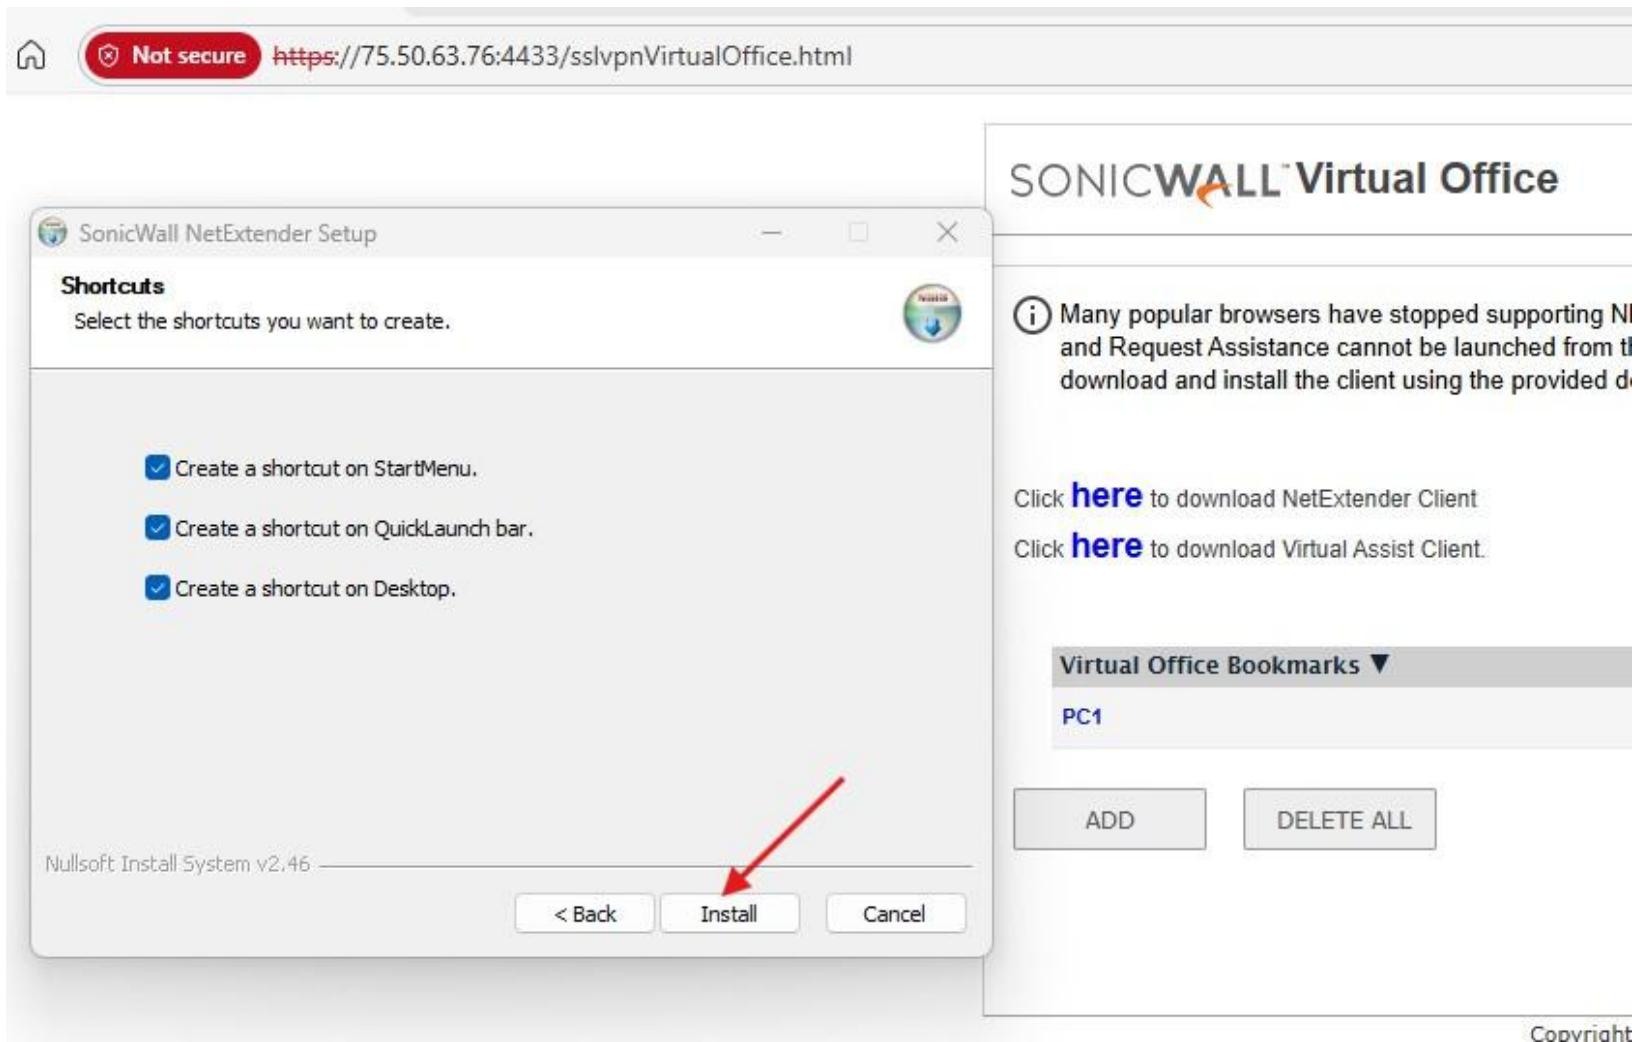 Not secure https://75.50.63.76:4433/sslvpnVirtualOffice.html
SONICWALL Virtual Office
SonicWall NetExtender Setup
Shortcuts
Select the shortcuts you want to create.
Create a shortcut on StartMenu.
Create a shortcut on QuickLaunch bar.
Create a shortcut on Desktop.
Nullsoft Install System v2.46
< Back Install Cancel
Many popular browsers have stopped supporting
and Request Assistance cannot be launched from
download and install the client using the provided
Click here to download NetExtender Client
Click here to download Virtual Assist Client.
Virtual Office Bookmarks ▼
PC1
ADD DELETE ALL
Copyright